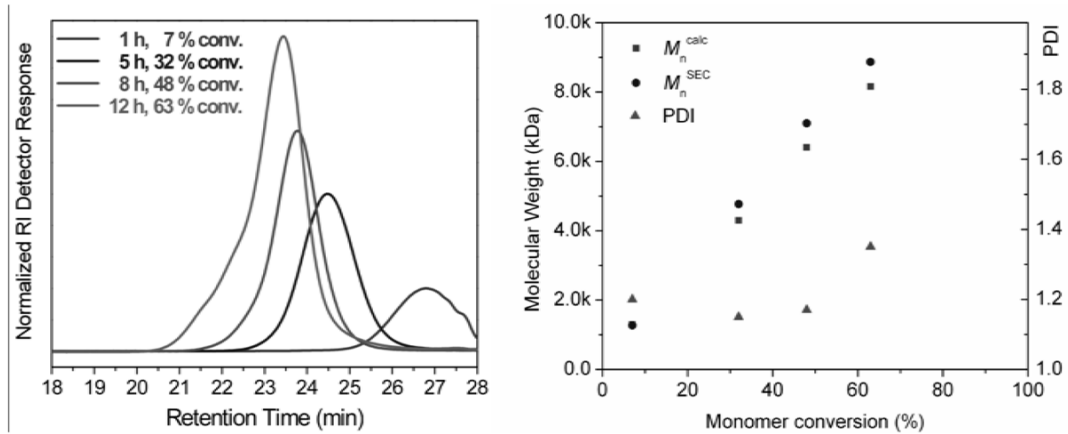 1 h, 7 % conv.
5 h, 32 % conv.
8 h, 48 % conv.
12 h, 63 % conv.
Normalized RI Detector Response
18 19 20 21 22 23 24 25 26 27 28
Retention Time (min)
10.0k
8.0k
6.0k
4.0k
2.0k
0.0
Molecular Weight (kDa)
Mn calc
Mn SEC
PDI
PDI
1.8
1.6
1.4
1.2
1.0
0 20 40 60 80 100
Monomer conversion (%)